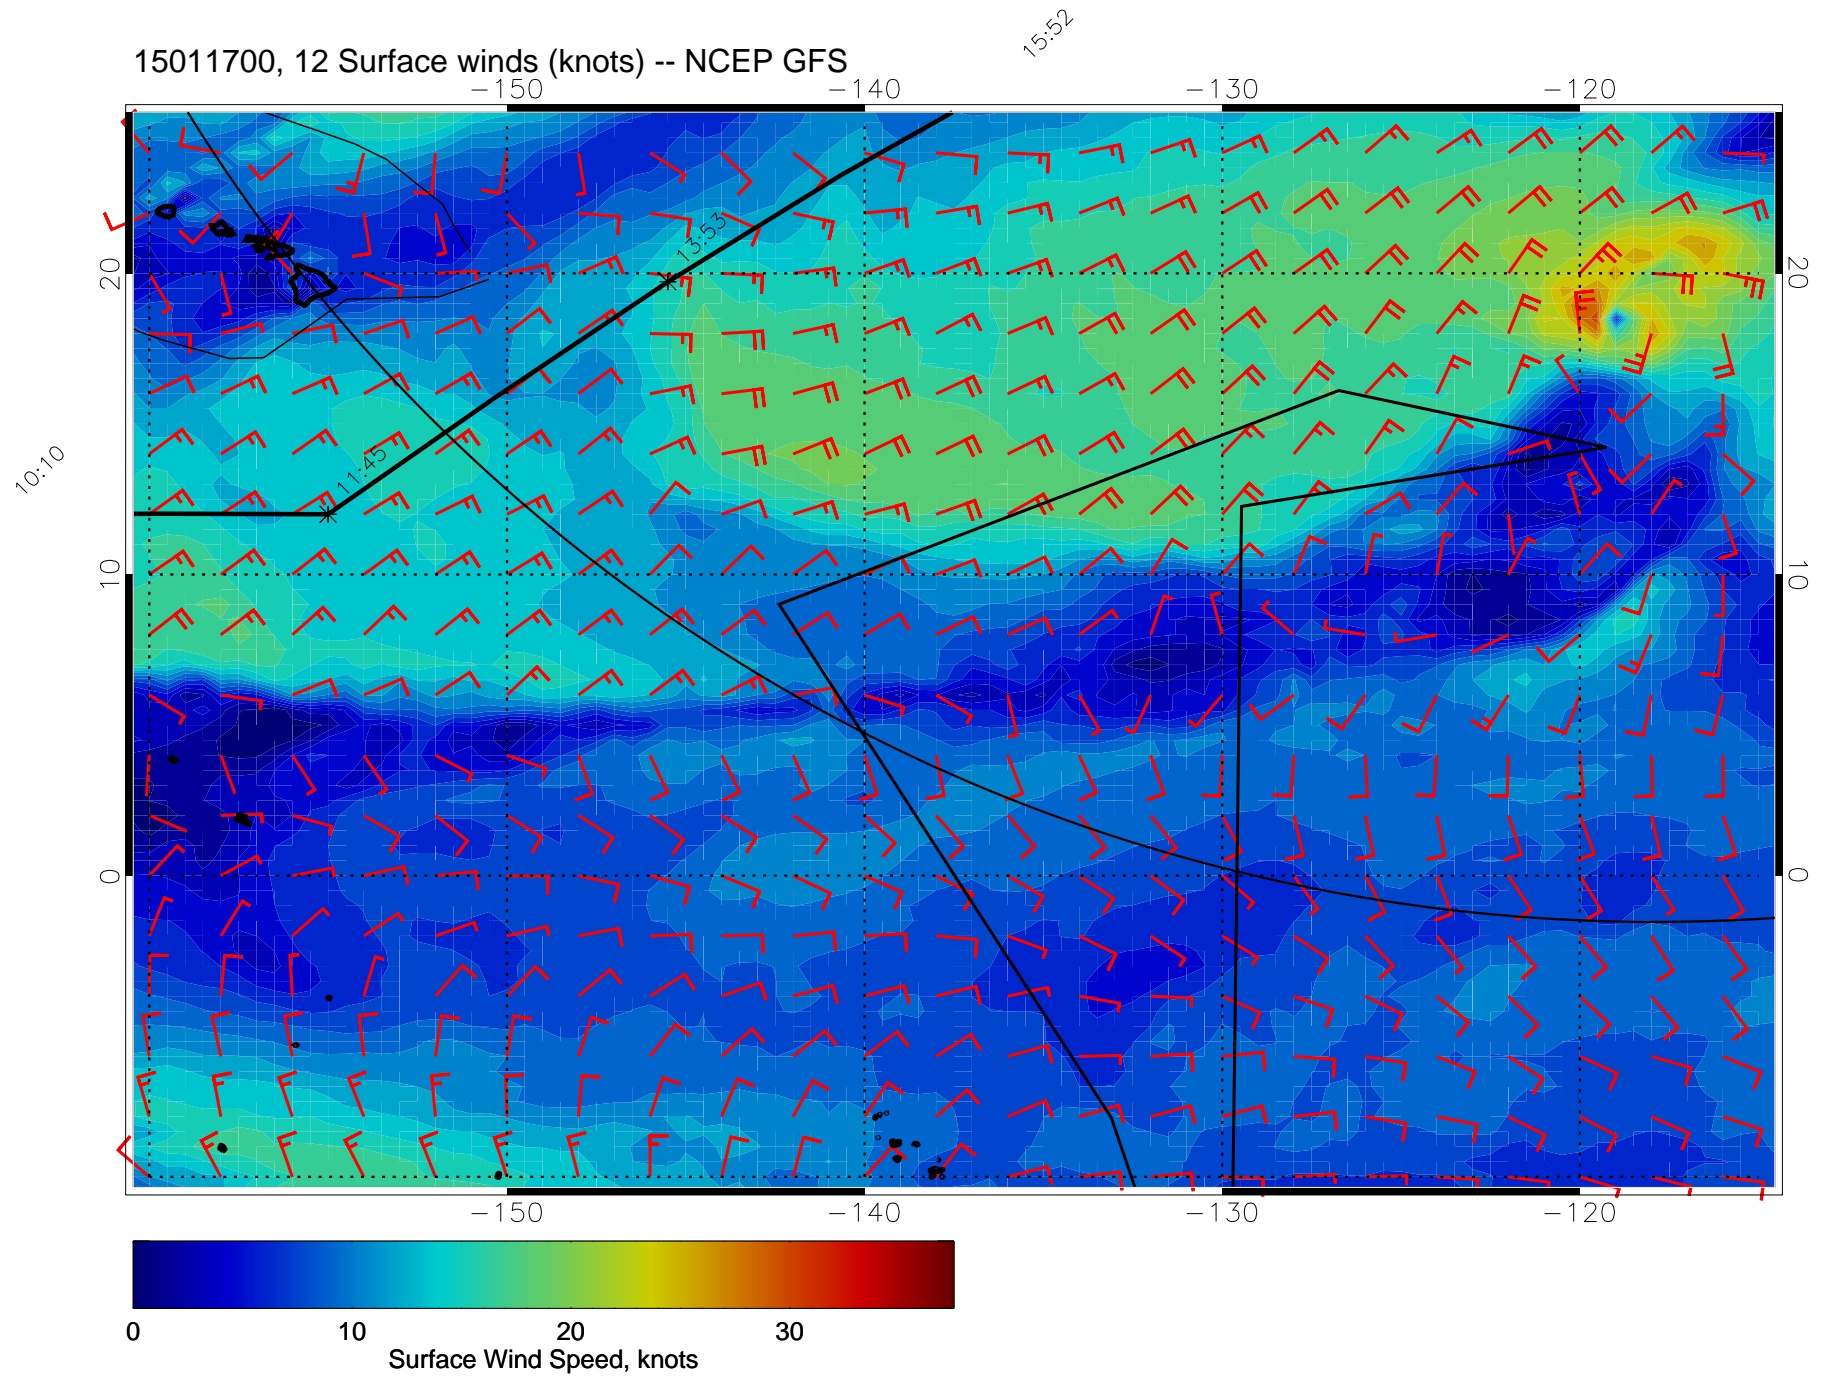 15:52
15011700, 12 Surface winds (knots) -- NCEP GFS
-150 -140 -130 -120
13:53
20 20
11:45
10:10
10 10
0 0
-150 -140 -130 -120
0 10 20 30
Surface Wind Speed, knots